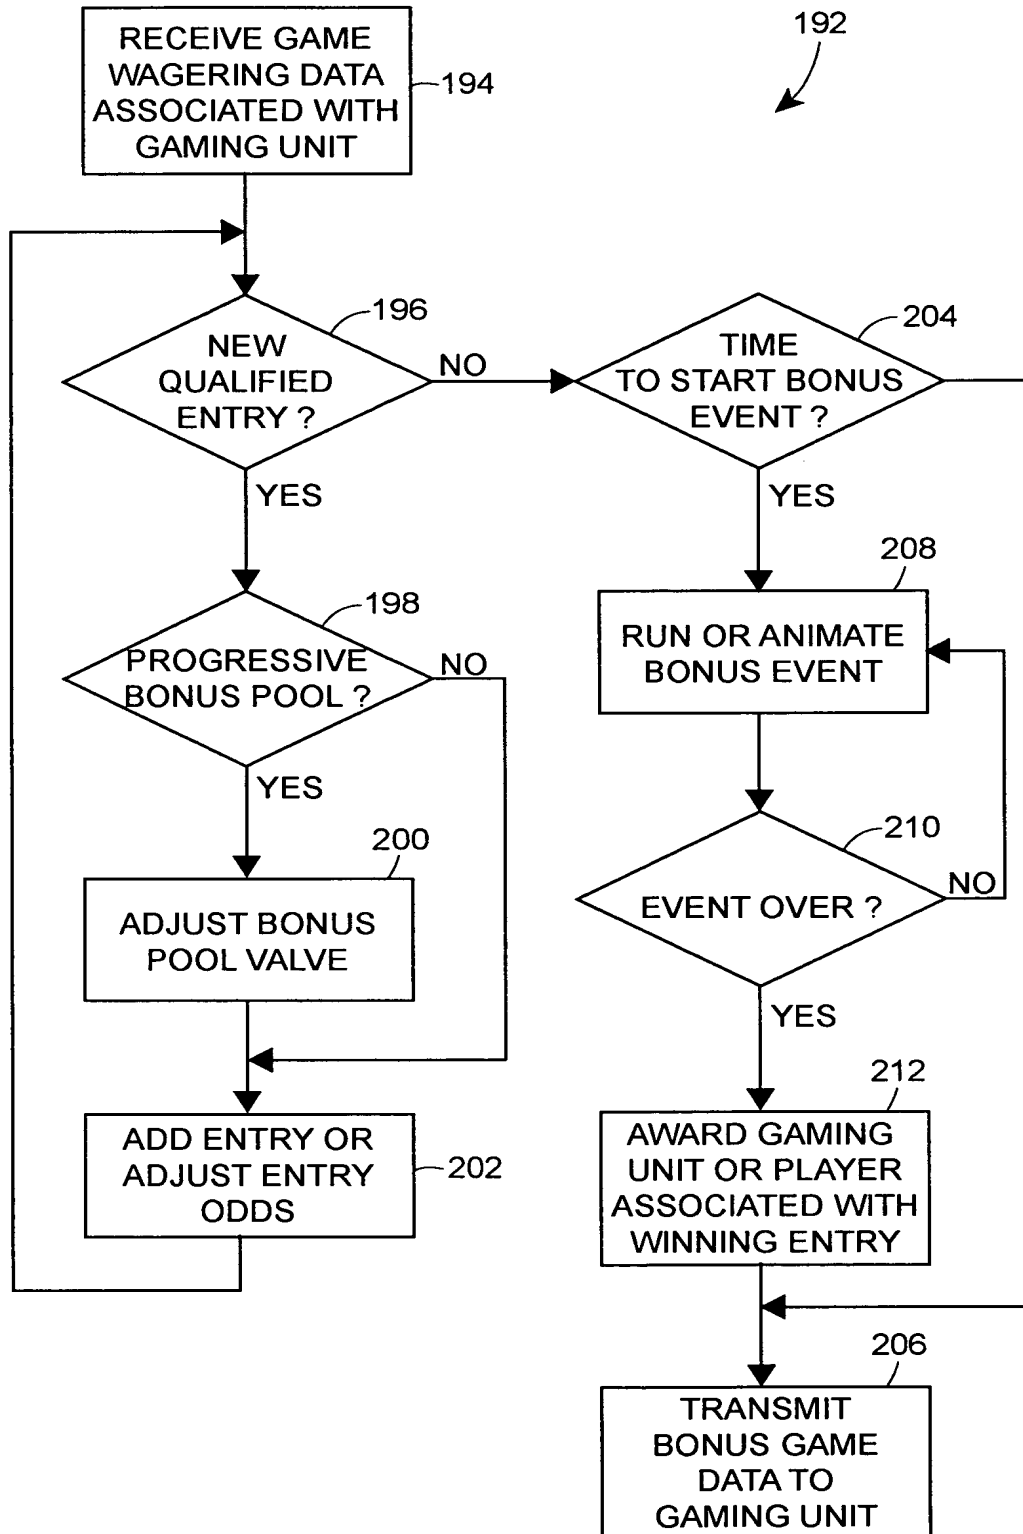 RECEIVE GAME
WAGERING DATA
ASSOCIATED WITH
GAMING UNIT
194
192
NEW
QUALIFIED
ENTRY ?
196
NO
YES
TIME
TO START BONUS
EVENT ?
204
YES
PROGRESSIVE
BONUS POOL ?
198
NO
YES
RUN OR ANIMATE
BONUS EVENT
208
ADJUST BONUS
POOL VALVE
200
EVENT OVER ?
210
NO
YES
ADD ENTRY OR
ADJUST ENTRY
ODDS
202
AWARD GAMING
UNIT OR PLAYER
ASSOCIATED WITH
WINNING ENTRY
212
TRANSMIT
BONUS GAME
DATA TO
GAMING UNIT
206